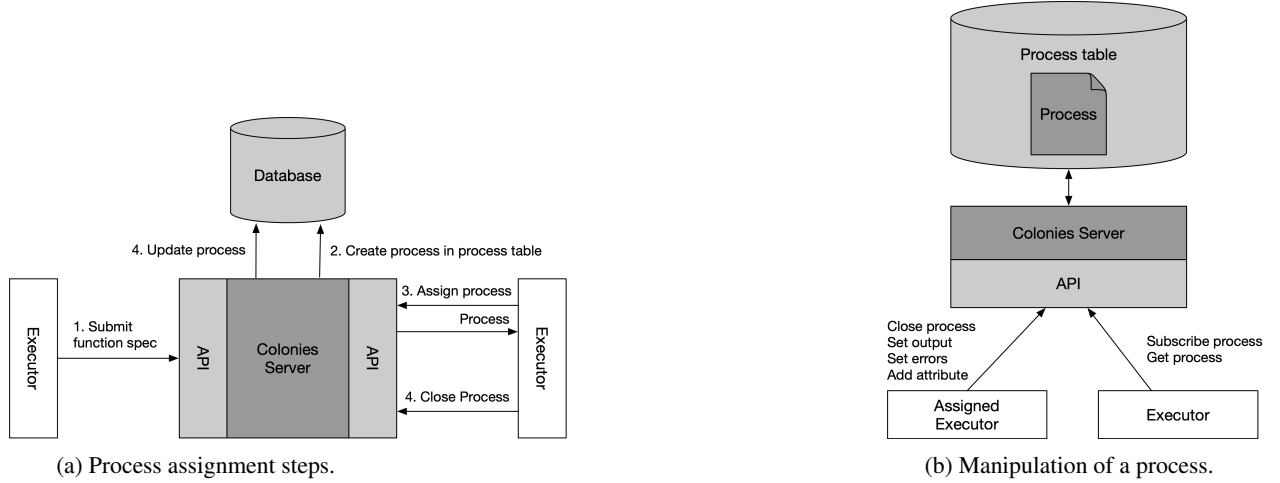 Database
4. Update process
2. Create process in process table
Executor
1. Submit
function spec
API
Colonies
Server
API
3. Assign process
Process
4. Close Process
Executor
(a) Process assignment steps.
Process table
Process
Colonies Server
API
Close process
Set output
Set errors
Add attribute
Subscribe process
Get process
Assigned
Executor
Executor
(b) Manipulation of a process.